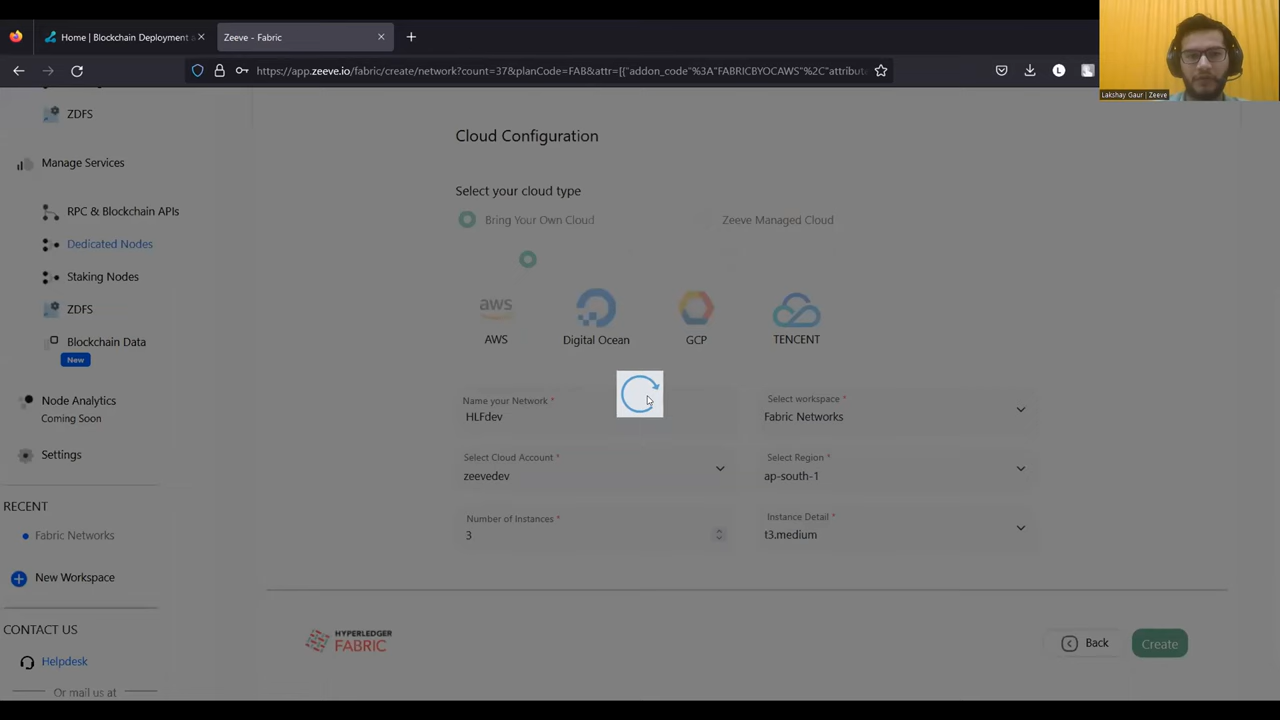 Home | Blockchain Deployment a
Zeeve - Fabric
https://app.zeeve.io/fabric/create/network?count=37&planCode=FAB&attr=[{"addon_code"%3A"FABRICBYOCAWS"%2C"attribut
L
Lakshay Gaur | Zeeve
ZDFS
Manage Services
RPC & Blockchain APIs
Dedicated Nodes
Staking Nodes
ZDFS
Blockchain Data
New
Node Analytics
Coming Soon
Settings
RECENT
Fabric Networks
New Workspace
CONTACT US
Helpdesk
Or mail us at
Cloud Configuration
Select your cloud type
Bring Your Own Cloud
Zeeve Managed Cloud
aws
AWS
Digital Ocean
GCP
TENCENT
Name your Network *
HLFdev
Select workspace *
Fabric Networks
Select Cloud Account *
zeevedev
Select Region *
ap-south-1
Number of Instances *
3
Instance Detail *
t3.medium
HYPERLEDGER
FABRIC
Back
Create